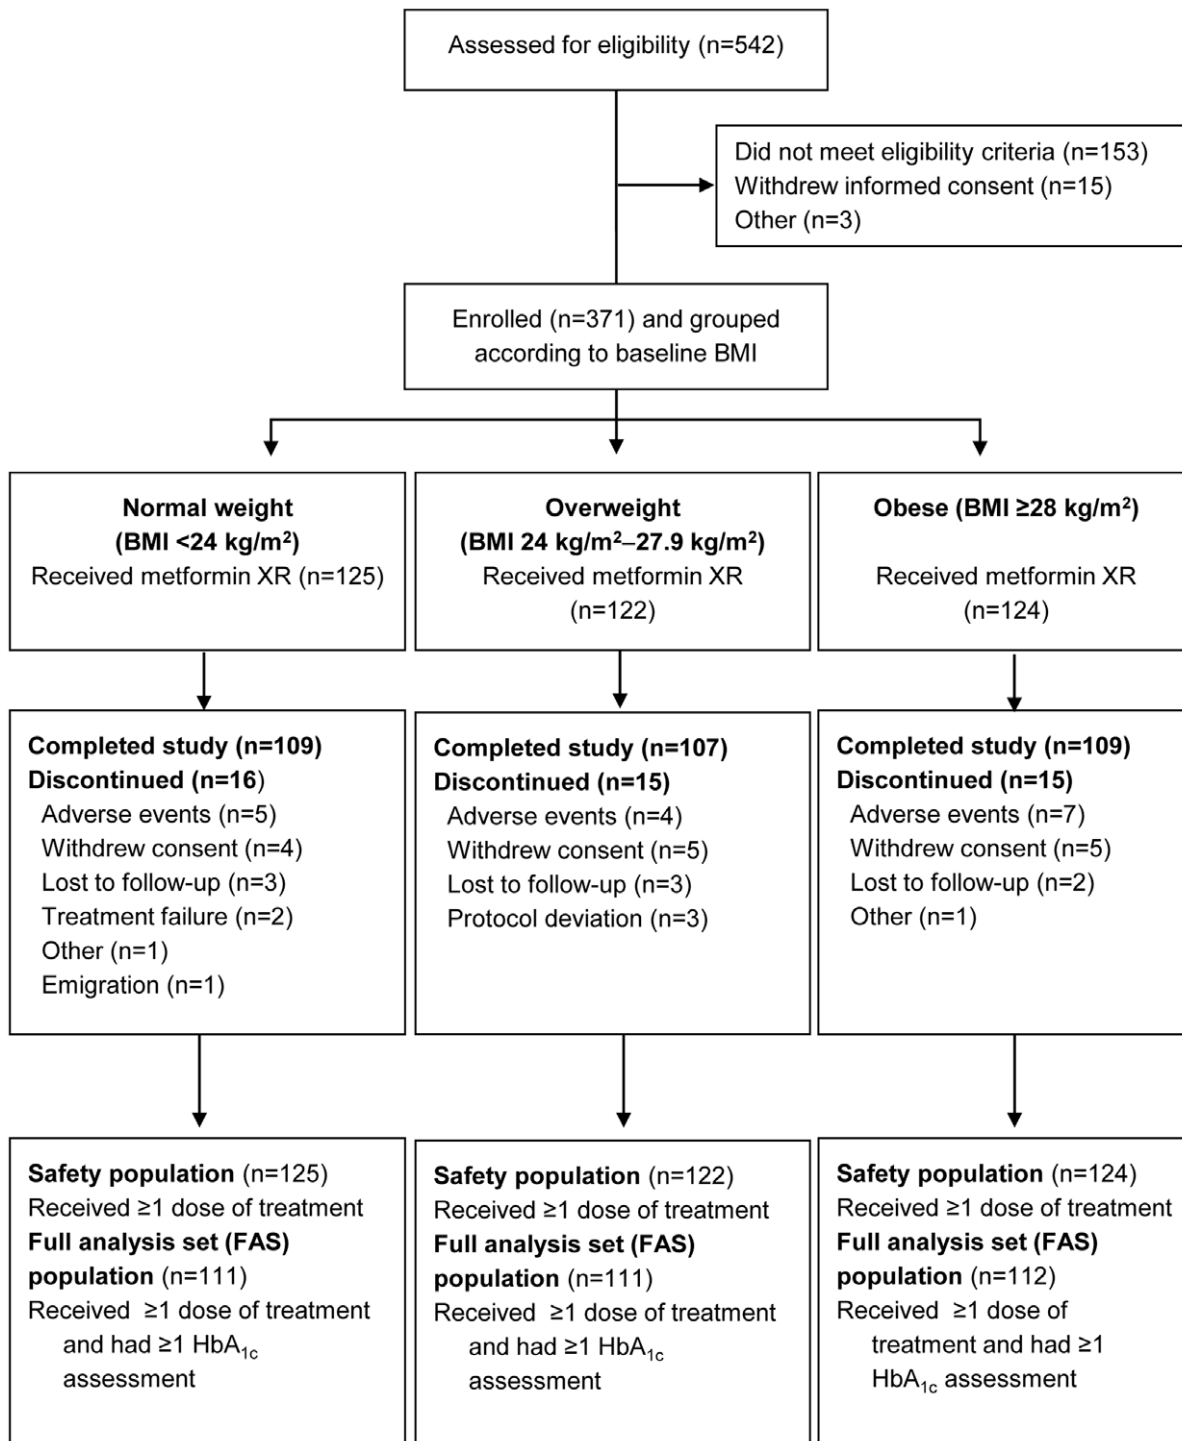 Assessed for eligibility (n=542)
Did not meet eligibility criteria (n=153)
Withdrew informed consent (n=15)
Other (n=3)
Enrolled (n=371) and grouped
according to baseline BMI
Normal weight
(BMI <24 kg/m²)
Received metformin XR (n=125)
Overweight
(BMI 24 kg/m²–27.9 kg/m²)
Received metformin XR
(n=122)
Obese (BMI ≥28 kg/m²)
Received metformin XR
(n=124)
Completed study (n=109)
Discontinued (n=16)
Adverse events (n=5)
Withdrew consent (n=4)
Lost to follow-up (n=3)
Treatment failure (n=2)
Other (n=1)
Emigration (n=1)
Completed study (n=107)
Discontinued (n=15)
Adverse events (n=4)
Withdrew consent (n=5)
Lost to follow-up (n=3)
Protocol deviation (n=3)
Completed study (n=109)
Discontinued (n=15)
Adverse events (n=7)
Withdrew consent (n=5)
Lost to follow-up (n=2)
Other (n=1)
Safety population (n=125)
Received ≥1 dose of treatment
Full analysis set (FAS)
population (n=111)
Received ≥1 dose of treatment
and had ≥1 HbA₁c
assessment
Safety population (n=122)
Received ≥1 dose of treatment
Full analysis set (FAS)
population (n=111)
Received ≥1 dose of treatment
and had ≥1 HbA₁c
assessment
Safety population (n=124)
Received ≥1 dose of treatment
Full analysis set (FAS)
population (n=112)
Received ≥1 dose of
treatment and had ≥1
HbA₁c assessment